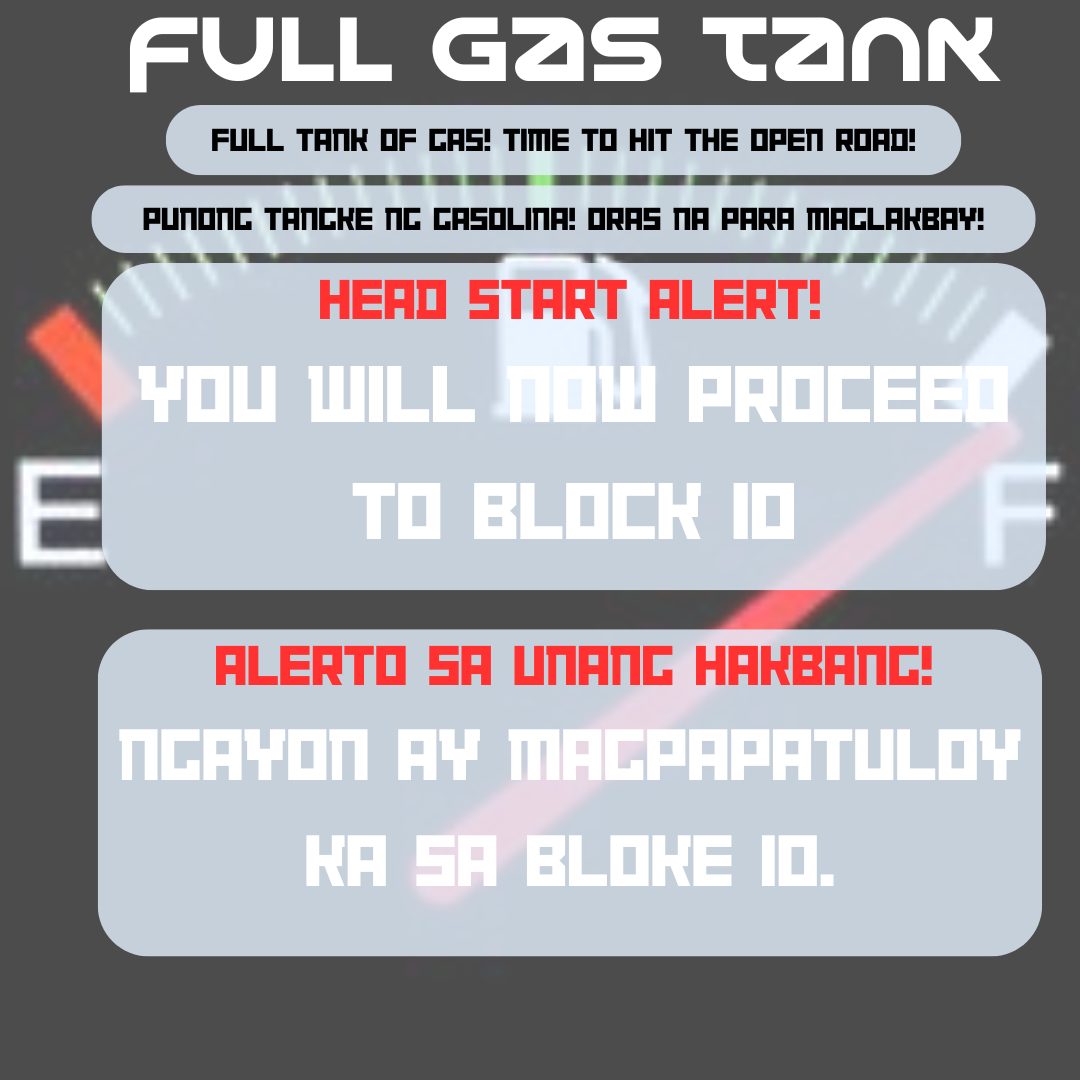 FULL GAS TANK
FULL TANK OF GAS! TIME TO HIT THE OPEN ROAD!
PUNONG TANGKE NG GASOLINA! ORAS NA PARA MAGLAKBAY!
HEAD START ALERT!
YOU WILL NOW PROCEED
TO BLOCK 10
E
F
ALERTO SA UNANG HAKBANG!
NGAYON AY MAGPAPATULOY
KA SA BLOKE 10.